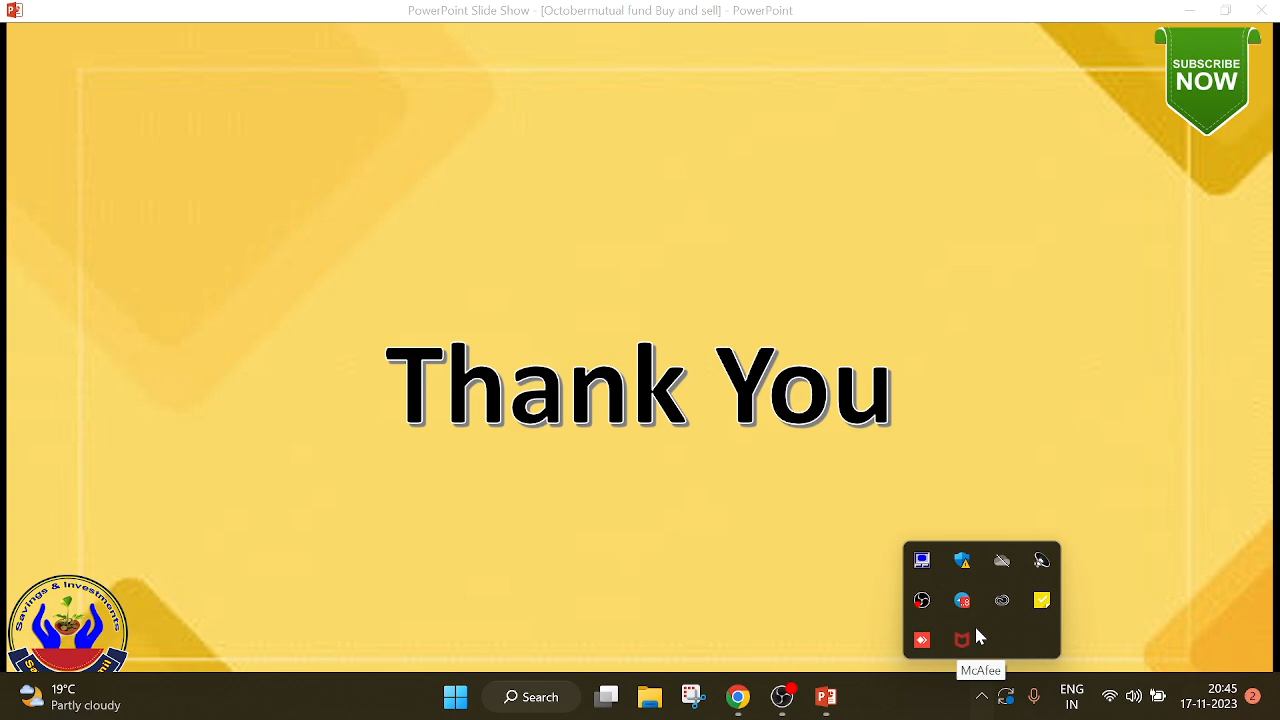 PowerPoint Slide Show - [Octobermutual fund Buy and sell] - PowerPoint
SUBSCRIBE
NOW
Thank You
Savings & Investments
McAfee
19°C
Partly cloudy
Search
ENG
IN
20:45
17-11-2023
2